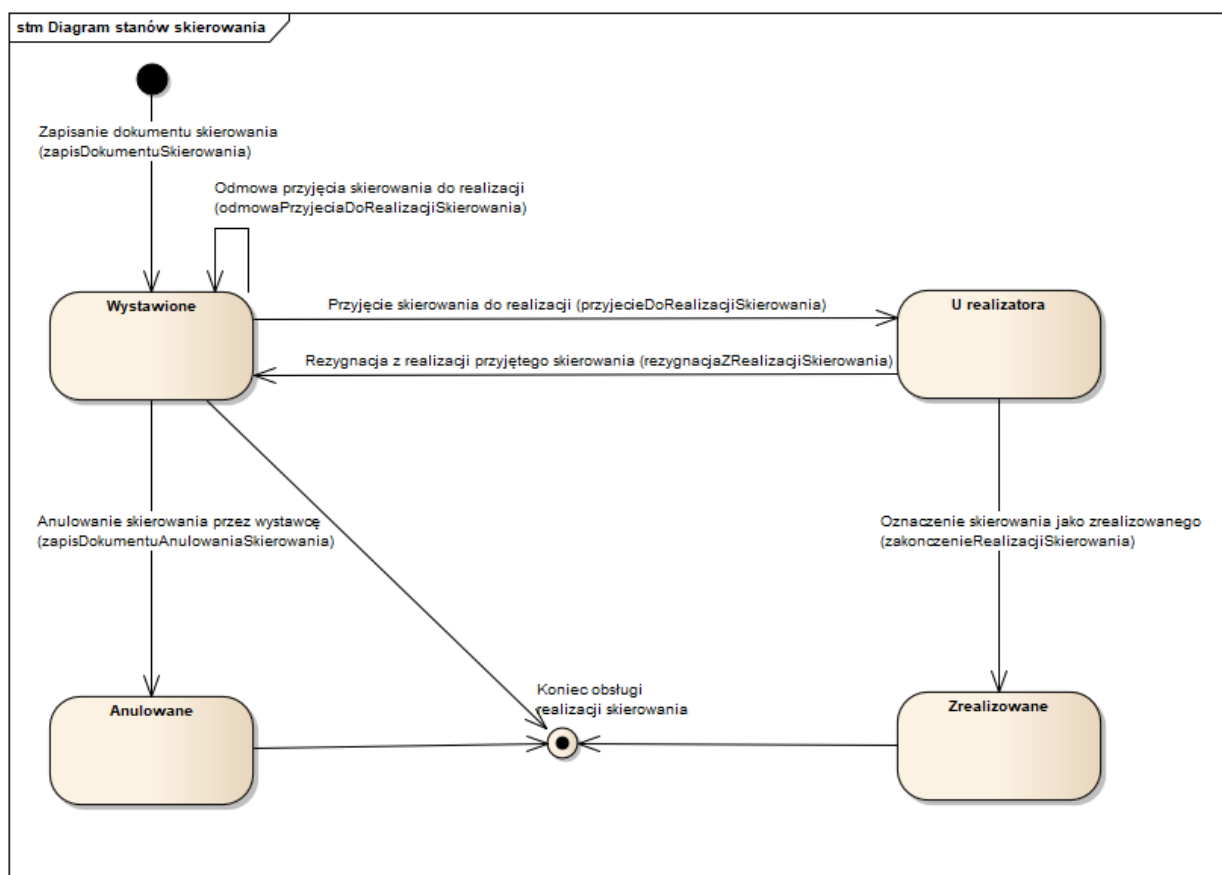 stm Diagram stanów skierowania
Zapisanie dokumentu skierowania
(zapisDokumentuSkierowania)
Odmowa przyjęcia skierowania do realizacji
(odmowaPrzyjeciaDoRealizacjiSkierowania)
Wystawione
Przyjęcie skierowania do realizacji (przyjecieDoRealizacjiSkierowania)
U realizatora
Rezygnacja z realizacji przyjętego skierowania (rezygnacjaZRealizacjiSkierowania)
Anulowanie skierowania przez wystawcę
(zapisDokumentuAnulowaniaSkierowania)
Oznaczenie skierowania jako zrealizowanego
(zakonczenieRealizacjiSkierowania)
Anulowane
Koniec obsługi
realizacji skierowania
Zrealizowane